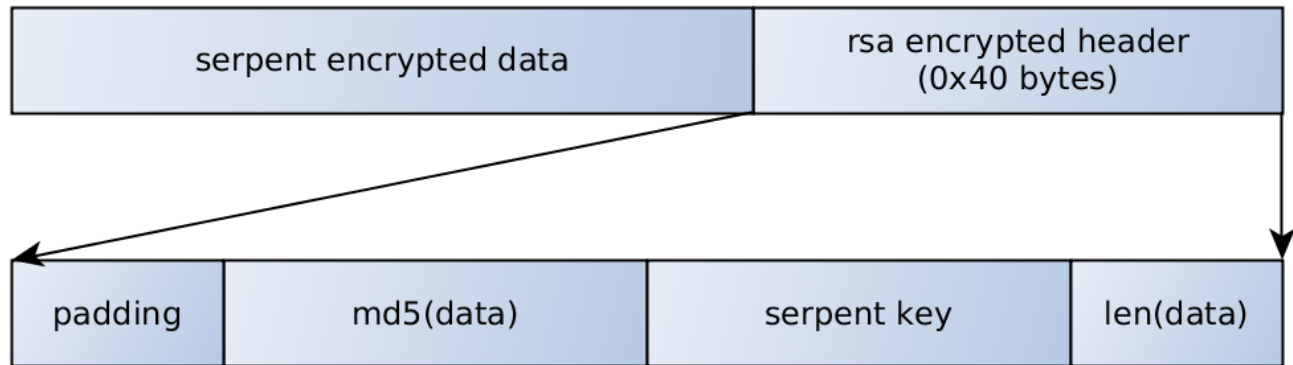 serpent encrypted data
rsa encrypted header
(0x40 bytes)
padding
md5(data)
serpent key
len(data)